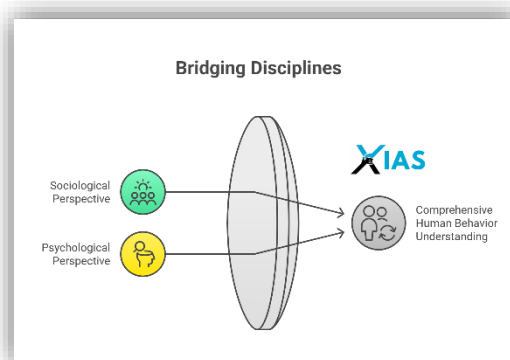 Bridging Disciplines
XIAS
Sociological
Perspective
Psychological
Perspective
Comprehensive
Human Behavior
Understanding